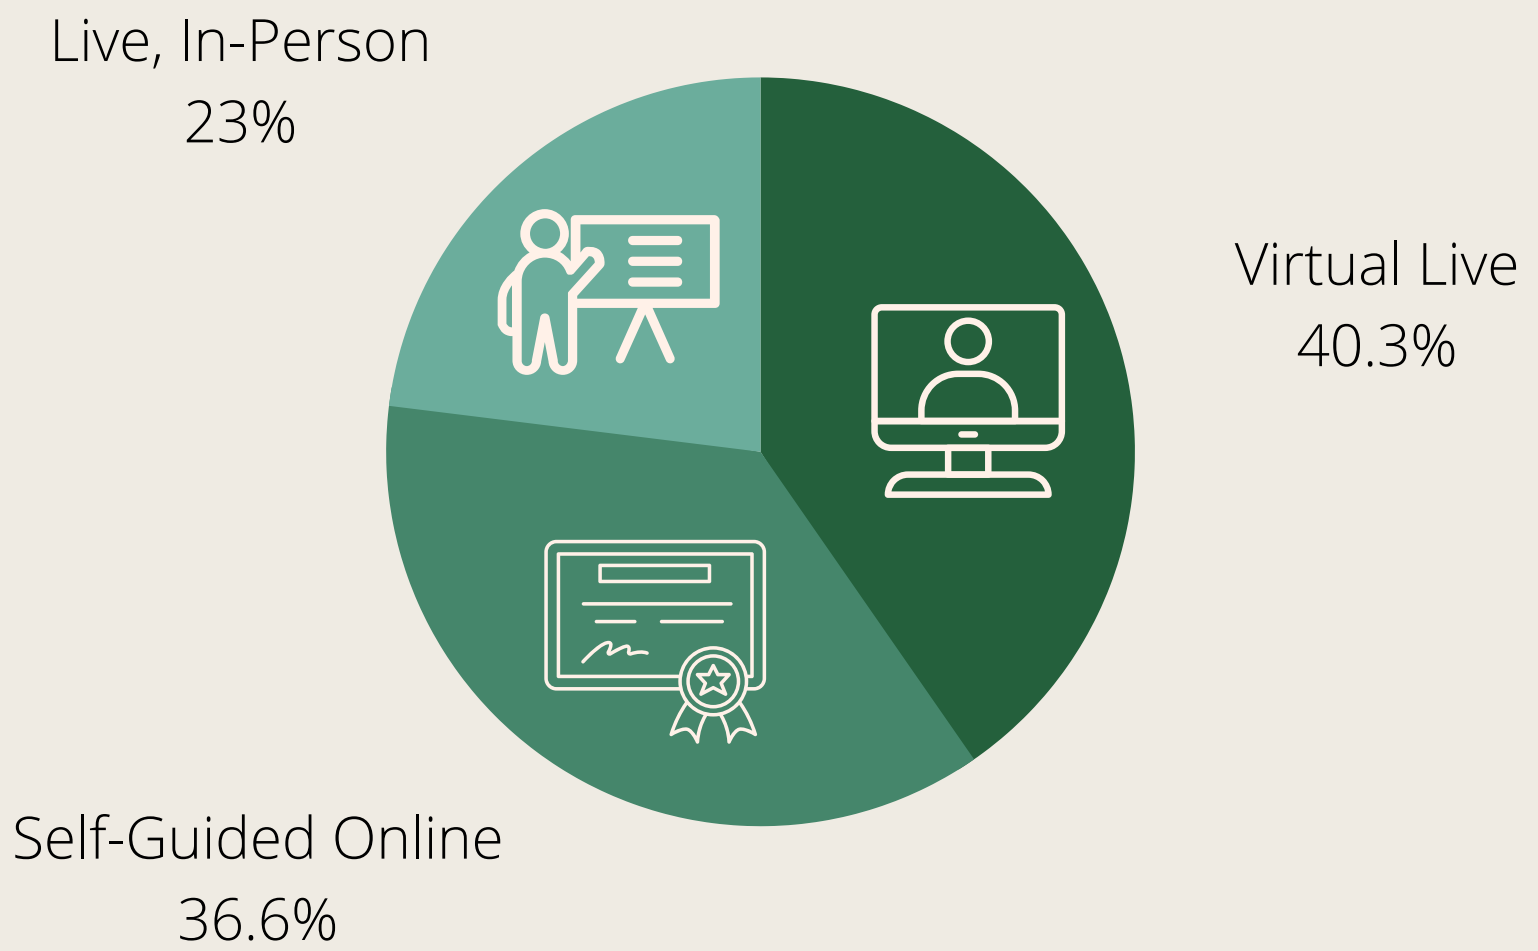 Live, In-Person
23%
Virtual Live
40.3%
Self-Guided Online
36.6%